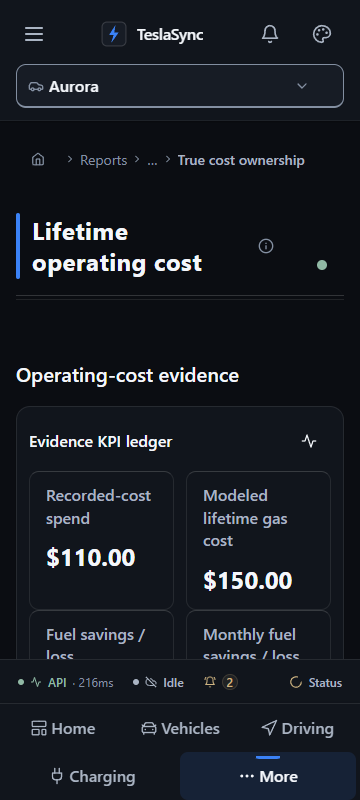 TeslaSync
Aurora
Reports ... True cost ownership
Lifetime
operating cost
Operating-cost evidence
Evidence KPI ledger
Recorded-cost
spend
$110.00
Modeled
lifetime gas
cost
$150.00
Fuel savings /
loss
Monthly fuel
savings / loss
API · 216ms Idle 2 Status
Home Vehicles Driving
Charging More